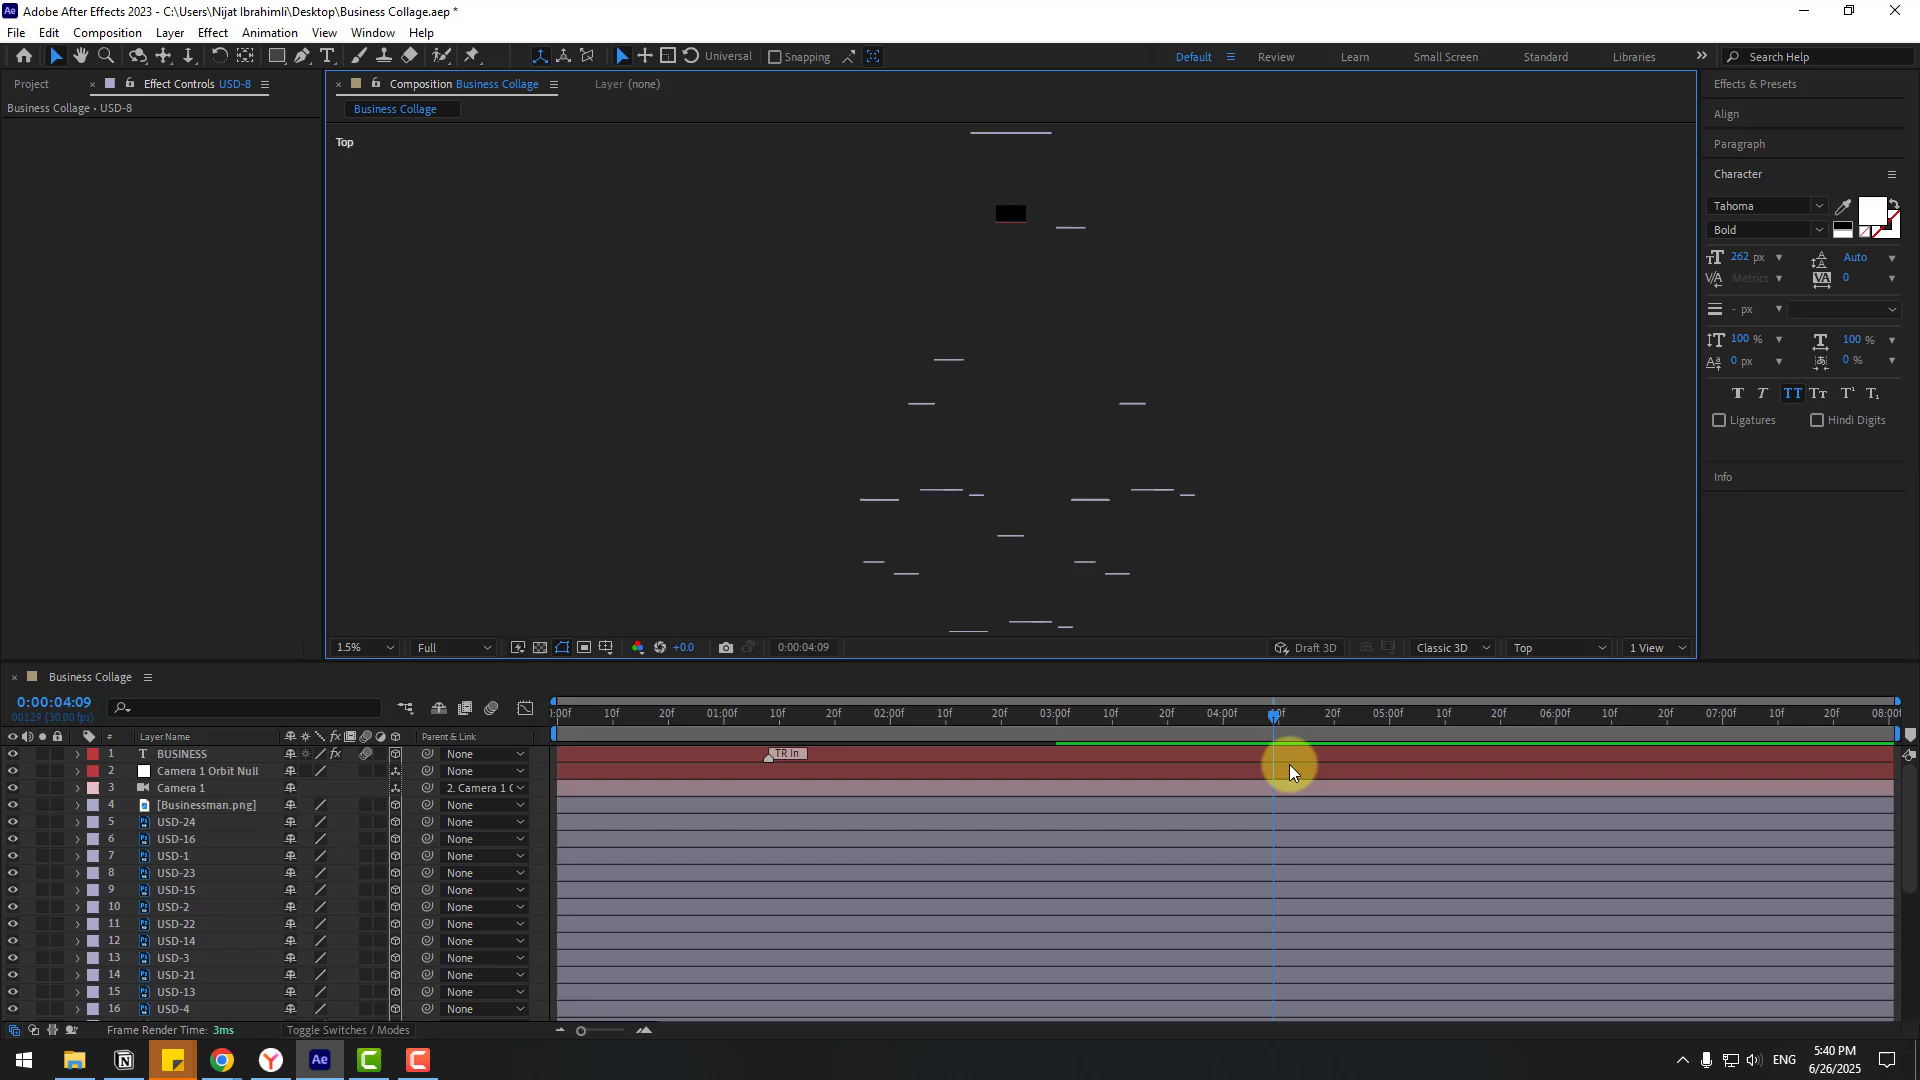 Adobe After Effects 2023 - C:\Users\Nijat Ibrahimli\Desktop\Business Collage.aep *
File Edit Composition Layer Effect Animation View Window Help
Universal Snapping Default Review Learn Small Screen Standard Libraries Search Help
Project Effect Controls USD-8 Composition Business Collage Layer (none) Effects & Presets
Business Collage • USD-8
Business Collage
Top
Align
Paragraph
Character
Tahoma
Bold
262 px Auto
Metrics 0
- px
100 % 100 %
0 px 0 %
Ligatures Hindi Digits
Info
1.5% Full +0.0 0:00:04:09 Draft 3D Classic 3D Top 1 View
Business Collage
0:00:04:09
00129 (30.00 fps)
:00f 10f 20f 01:00f 10f 20f 02:00f 10f 20f 03:00f 10f 20f 04:00f 20f 05:00f 10f 20f 06:00f 10f 20f 07:00f 10f 20f 08:00f
# Layer Name Parent & Link
1 T BUSINESS fx None TR In
2 Camera 1 Orbit Null None
3 Camera 1 2. Camera 1 O
4 [Businessman.png] None
5 USD-24 None
6 USD-16 None
7 USD-1 None
8 USD-23 None
9 USD-15 None
10 USD-2 None
11 USD-22 None
12 USD-14 None
13 USD-3 None
14 USD-21 None
15 USD-13 None
16 USD-4 None
Frame Render Time: 3ms Toggle Switches / Modes
ENG 5:40 PM
6/26/2025